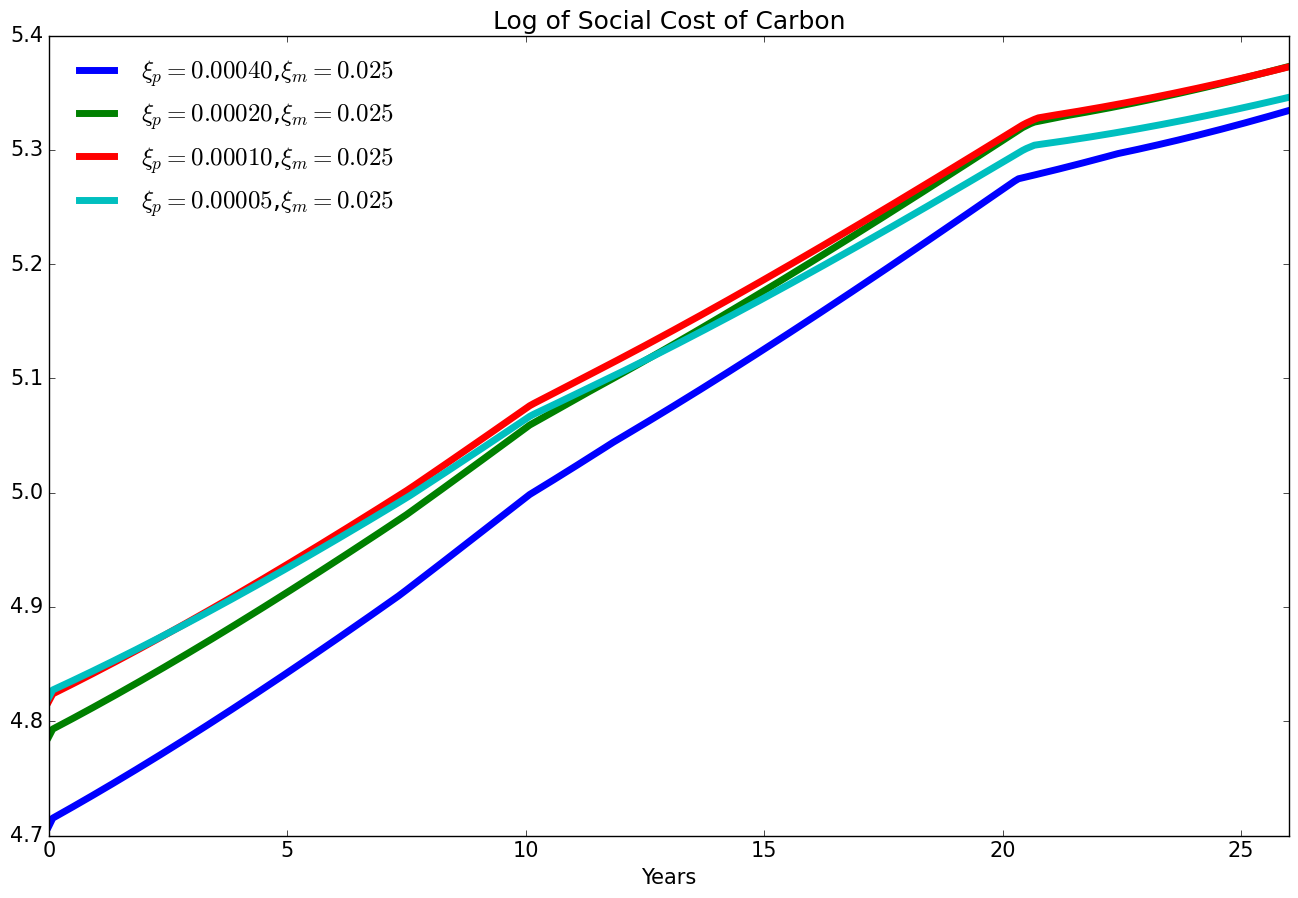 Log of Social Cost of Carbon
5.4
5.3
5.2
5.1
5.0
4.9
4.8
4.7
ξₚ = 0.00040,ξₘ = 0.025
ξₚ = 0.00020,ξₘ = 0.025
ξₚ = 0.00010,ξₘ = 0.025
ξₚ = 0.00005,ξₘ = 0.025
0 5 10 15 20 25
Years